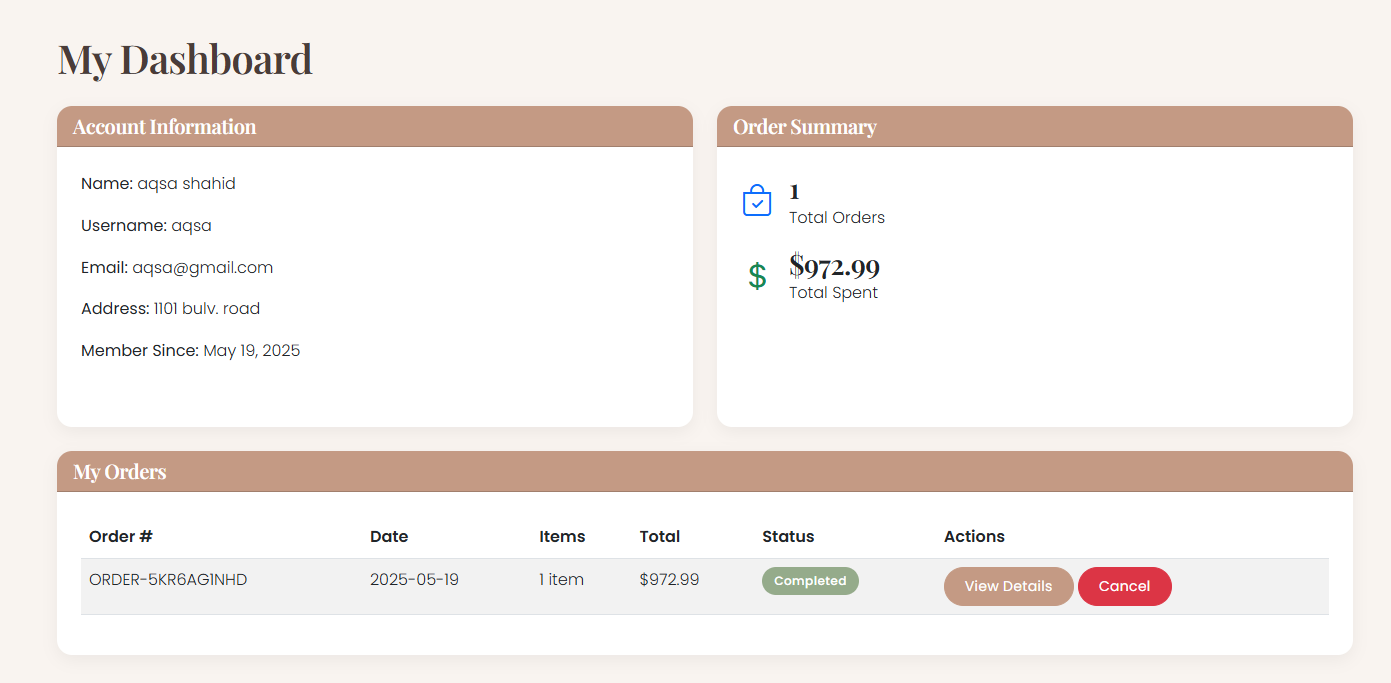 My Dashboard
Account Information
Name: aqsa shahid
Username: aqsa
Email: aqsa@gmail.com
Address: 1101 bulv. road
Member Since: May 19, 2025
Order Summary
1
Total Orders
$
$972.99
Total Spent
My Orders
Order # Date Items Total Status Actions
ORDER-5KR6AG1NHD 2025-05-19 1 item $972.99 Completed View Details Cancel